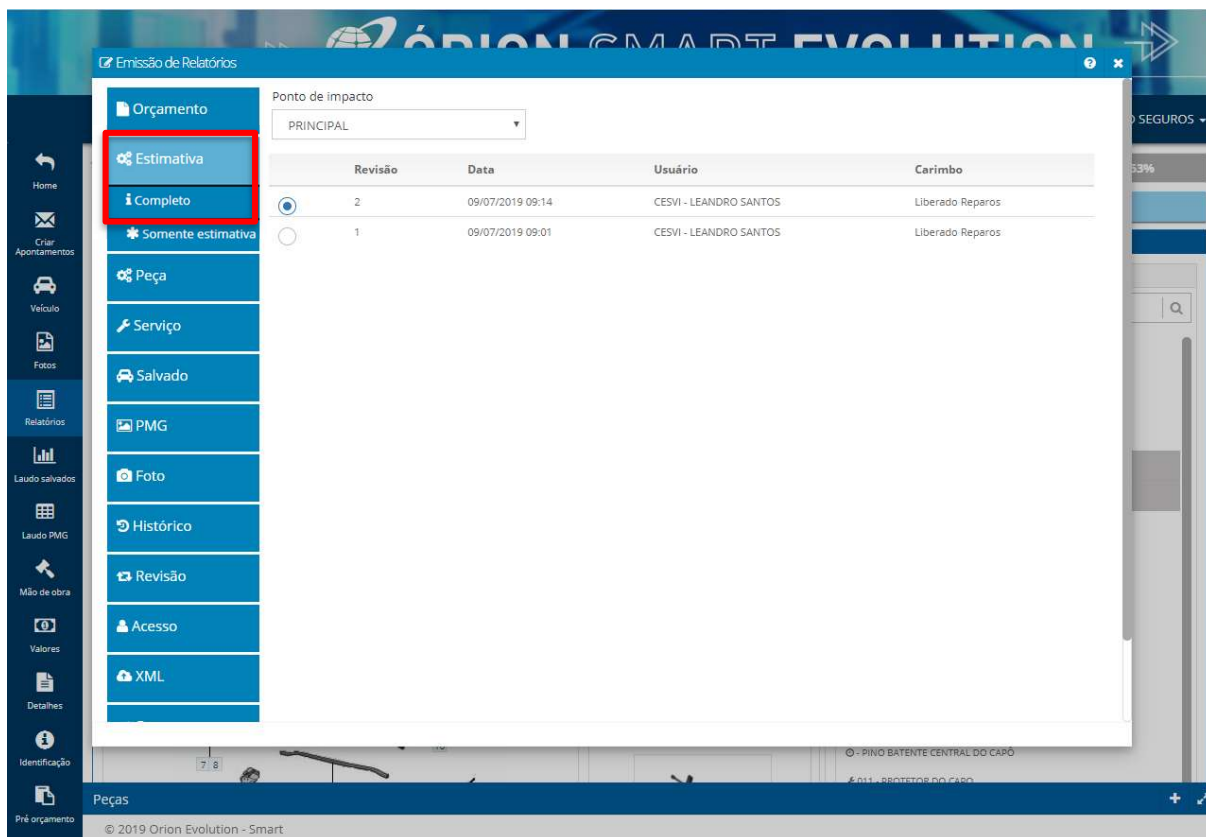 ÓRION SMART EVOLUTION
Emissão de Relatórios
SEGUROS
53%
Home
Criar
Apontamentos
Veículo
Fotos
Relatórios
Laudo salvados
Laudo PMG
Mão de obra
Valores
Detalhes
Identificação
Pré orçamento
Orçamento
Estimativa
Completo
Somente estimativa
Peça
Serviço
Salvado
PMG
Foto
Histórico
Revisão
Acesso
XML
Ponto de impacto
PRINCIPAL
Revisão Data Usuário Carimbo
2 09/07/2019 09:14 CESVI - LEANDRO SANTOS Liberado Reparos
1 09/07/2019 09:01 CESVI - LEANDRO SANTOS Liberado Reparos
7 8
- PINO BATENTE CENTRAL DO CAPÔ
011 - PROTETOR DO CAPO
Peças
© 2019 Orion Evolution - Smart